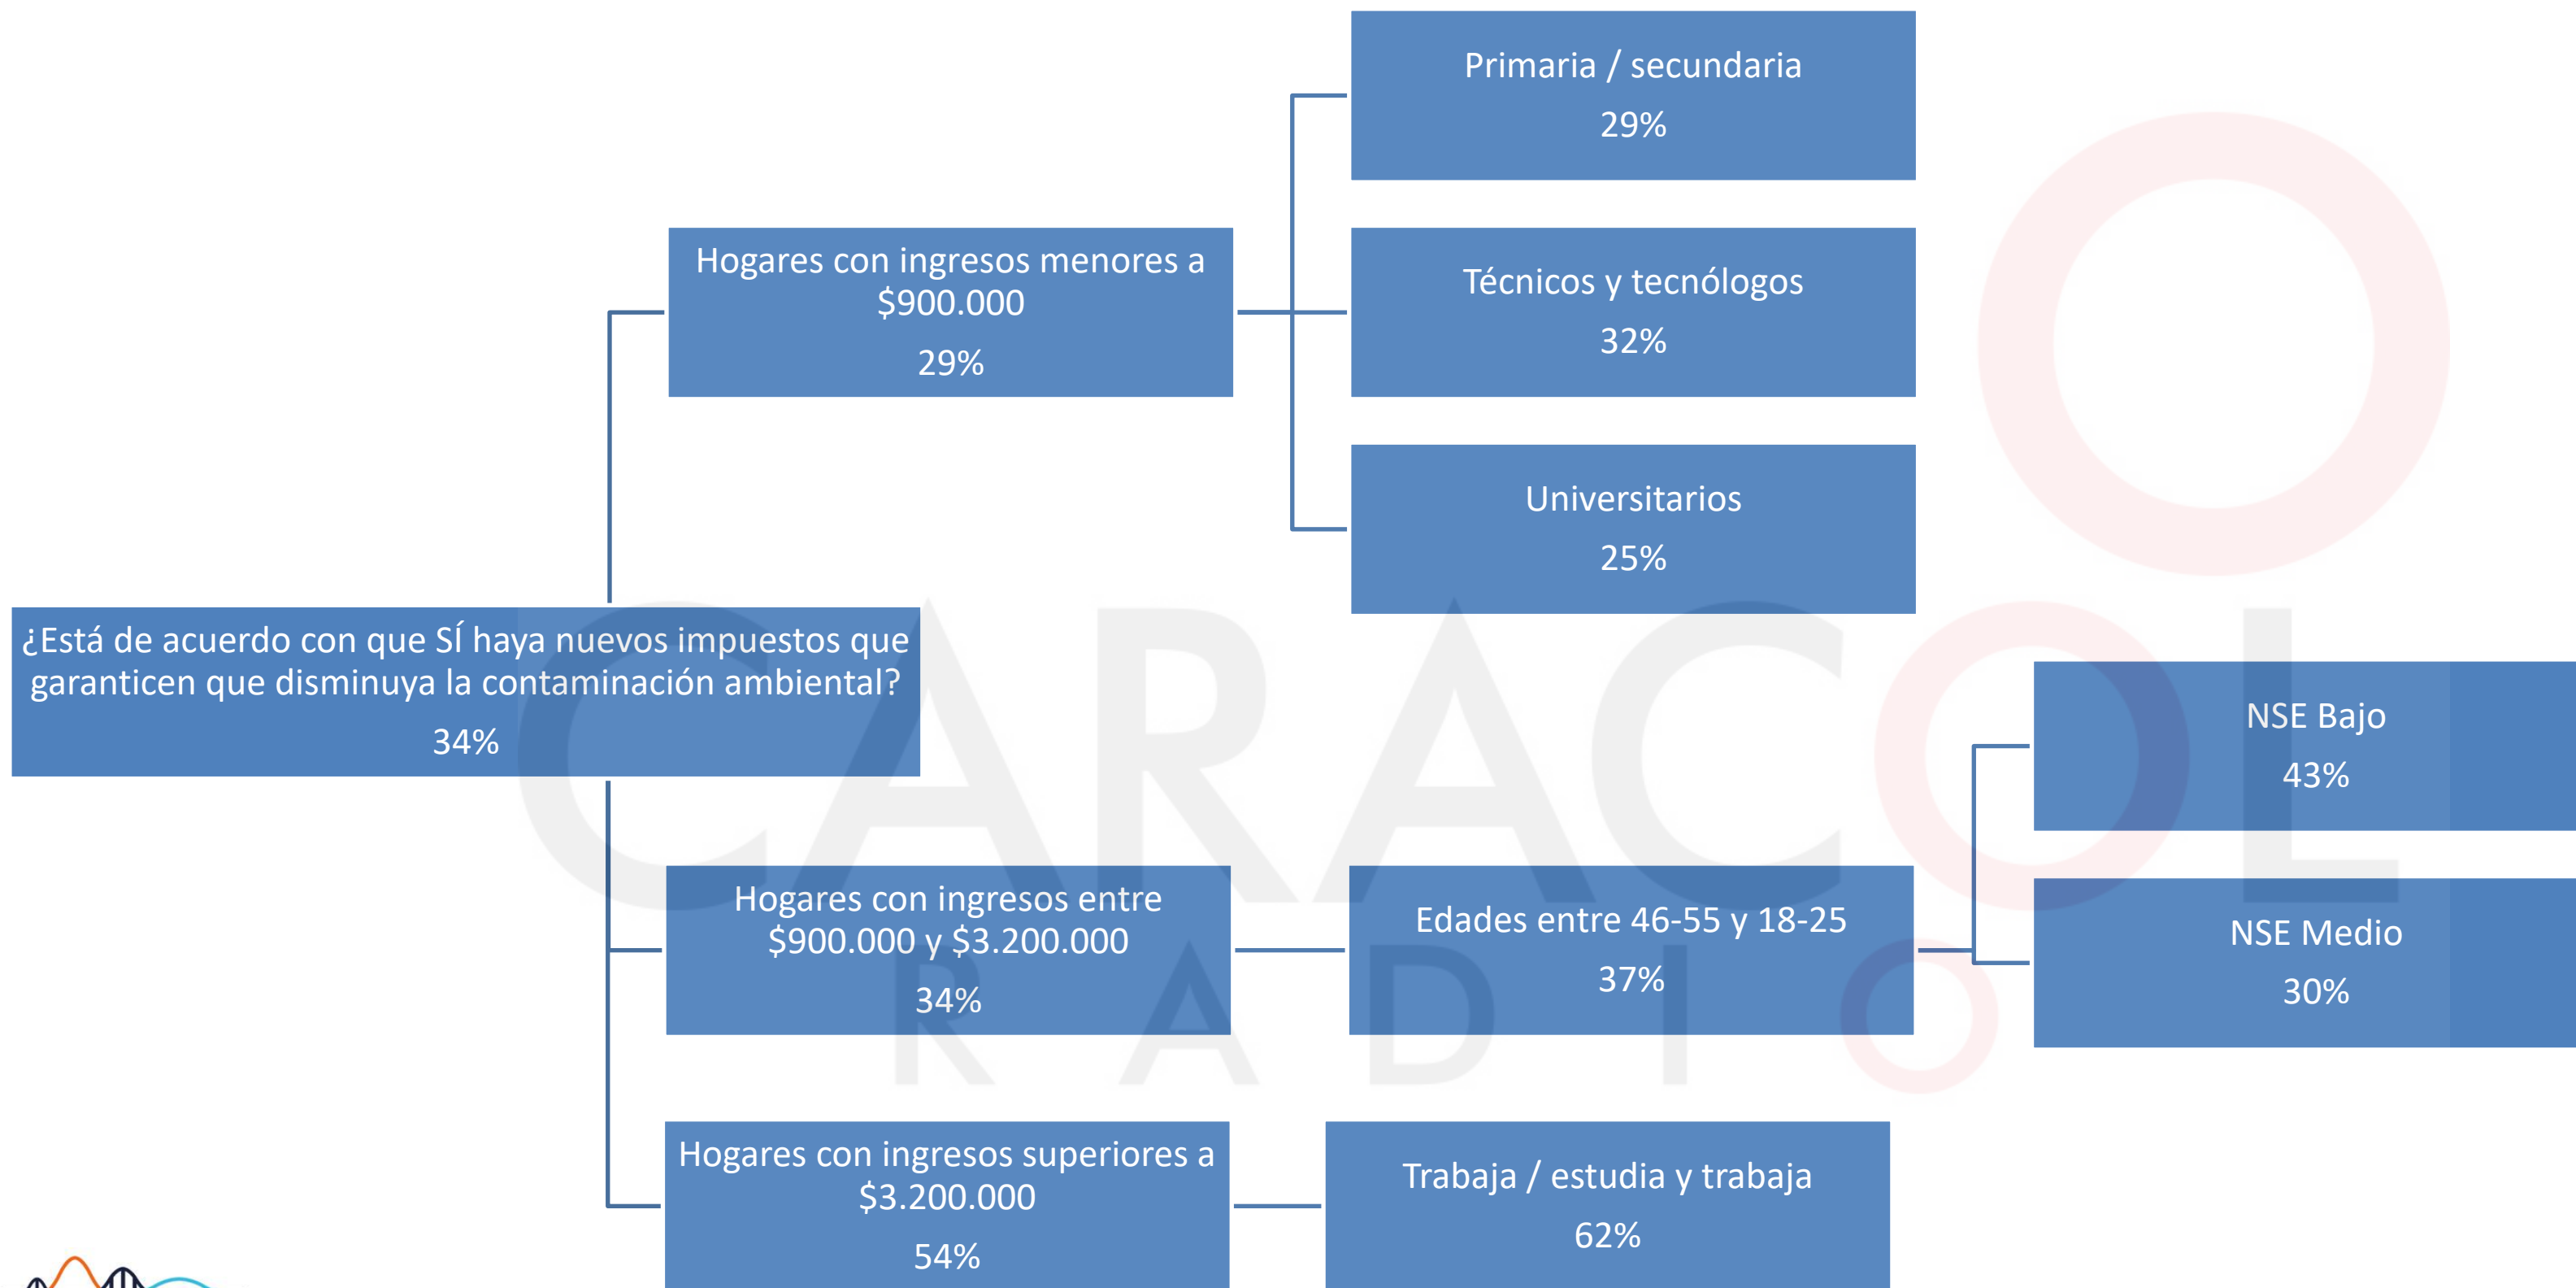 Primaria / secundaria
29%
Hogares con ingresos menores a
$900.000
29%
Técnicos y tecnólogos
32%
Universitarios
25%
¿Está de acuerdo con que SÍ haya nuevos impuestos que
garanticen que disminuya la contaminación ambiental?
34%
NSE Bajo
43%
Hogares con ingresos entre
$900.000 y $3.200.000
34%
Edades entre 46-55 y 18-25
37%
NSE Medio
30%
Hogares con ingresos superiores a
$3.200.000
54%
Trabaja / estudia y trabaja
62%
CARACOL
RADIO